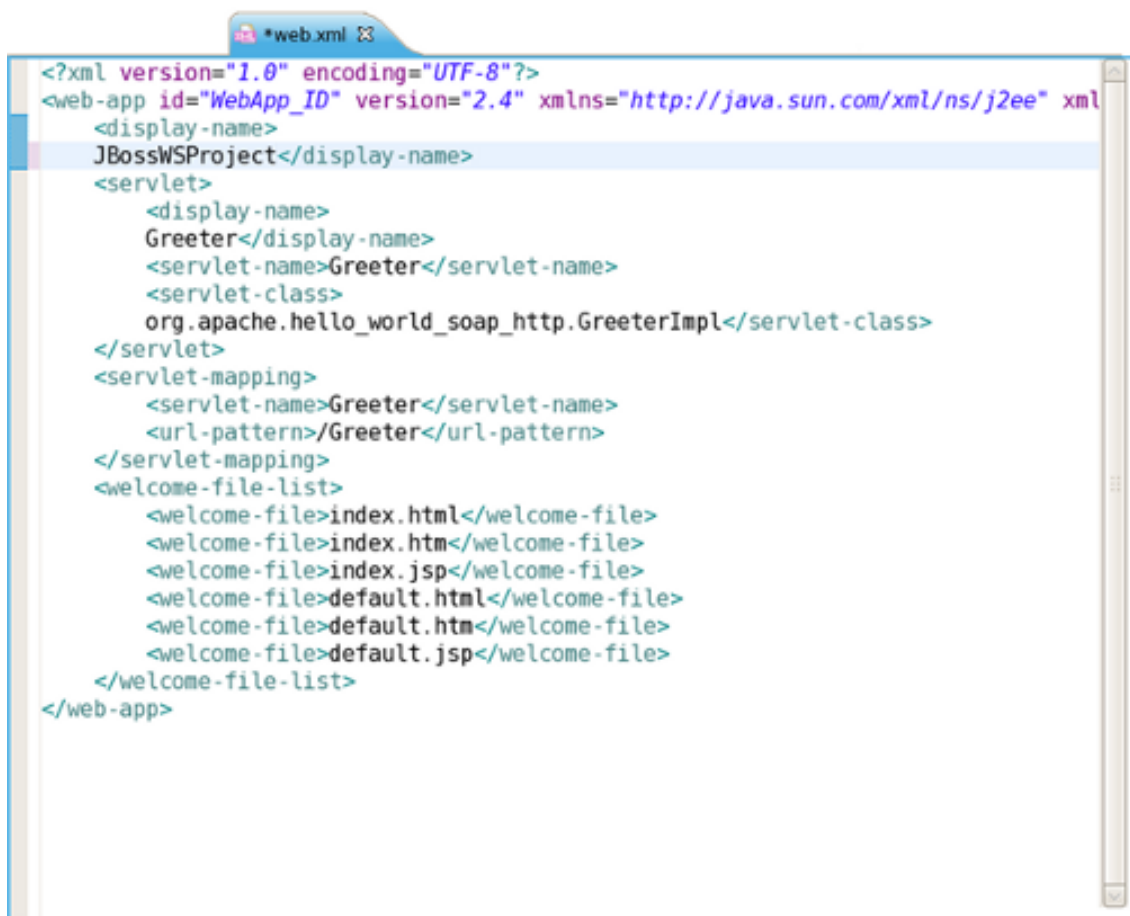 *web.xml
<?xml version="1.0" encoding="UTF-8"?>
<web-app id="WebApp_ID" version="2.4" xmlns="http://java.sun.com/xml/ns/j2ee" xml
    <display-name>
    JBossWSProject</display-name>
    <servlet>
        <display-name>
        Greeter</display-name>
        <servlet-name>Greeter</servlet-name>
        <servlet-class>
        org.apache.hello_world_soap_http.GreeterImpl</servlet-class>
    </servlet>
    <servlet-mapping>
        <servlet-name>Greeter</servlet-name>
        <url-pattern>/Greeter</url-pattern>
    </servlet-mapping>
    <welcome-file-list>
        <welcome-file>index.html</welcome-file>
        <welcome-file>index.htm</welcome-file>
        <welcome-file>index.jsp</welcome-file>
        <welcome-file>default.html</welcome-file>
        <welcome-file>default.htm</welcome-file>
        <welcome-file>default.jsp</welcome-file>
    </welcome-file-list>
</web-app>